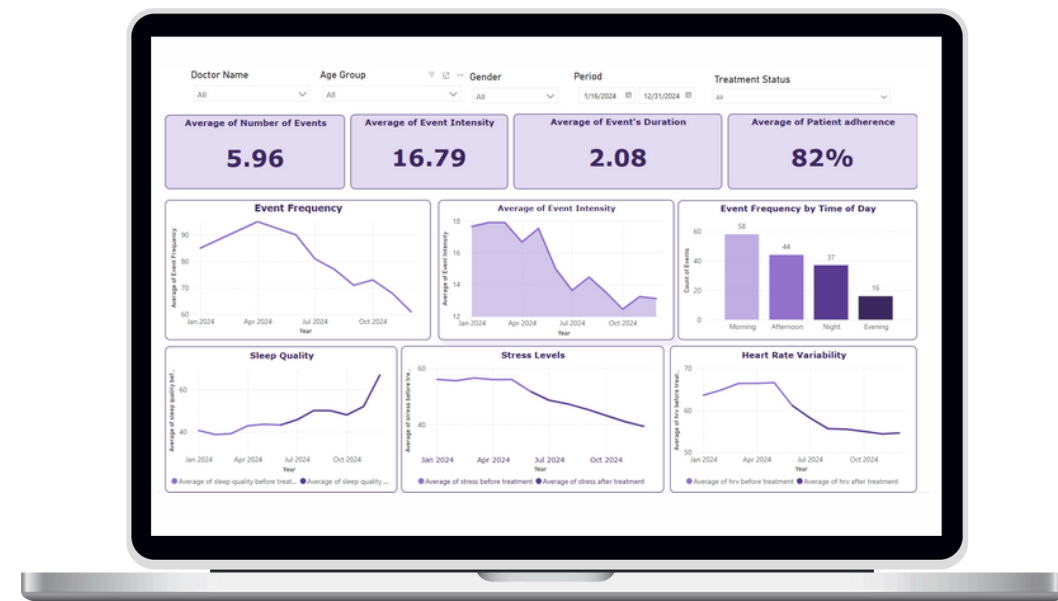 Doctor Name
All
Age Group
All
Gender
All
Period
1/16/2024
12/31/2024
Treatment Status
All
Average of Number of Events
5.96
Average of Event Intensity
16.79
Average of Event's Duration
2.08
Average of Patient adherence
82%
Event Frequency
Average of Event Frequency
90
80
70
60
Jan 2024 Apr 2024 Jul 2024 Oct 2024
Year
Average of Event Intensity
Average of Event Intensity
18
16
14
12
Jan 2024 Apr 2024 Jul 2024 Oct 2024
Year
Event Frequency by Time of Day
Count of Events
60
40
20
0
58
44
37
16
Morning Afternoon Night Evening
Sleep Quality
Average of sleep quality bef...
60
40
Jan 2024 Apr 2024 Jul 2024 Oct 2024
Year
Average of sleep quality before treat... Average of sleep quality ...
Stress Levels
Average of stress before tre...
60
40
Jan 2024 Apr 2024 Jul 2024 Oct 2024
Year
Average of stress before treatment Average of stress after treatment
Heart Rate Variability
Average of hrv before treat...
70
60
50
Jan 2024 Apr 2024 Jul 2024 Oct 2024
Year
Average of hrv before treatment Average of hrv after treatment